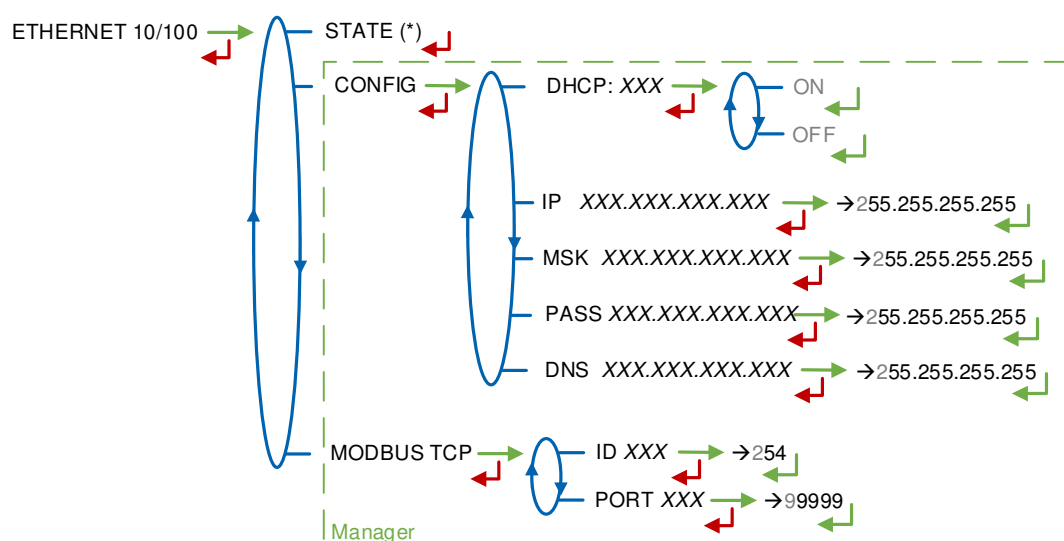 ETHERNET 10/100
STATE (*)
CONFIG
DHCP: XXX
ON
OFF
IP XXX.XXX.XXX.XXX →255.255.255.255
MSK XXX.XXX.XXX.XXX →255.255.255.255
PASS XXX.XXX.XXX.XXX →255.255.255.255
DNS XXX.XXX.XXX.XXX →255.255.255.255
MODBUS TCP
ID XXX →254
PORT XXX →99999
Manager